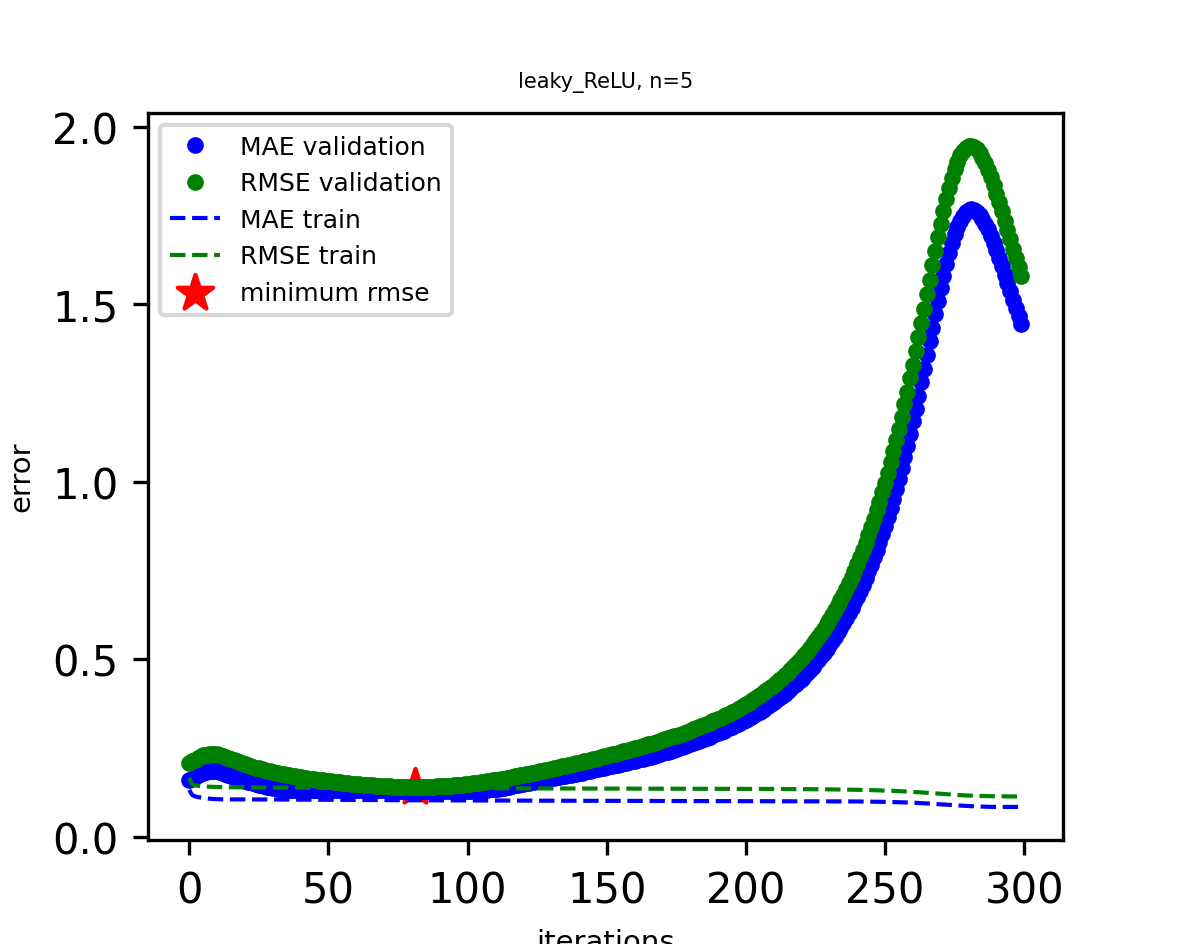 leaky_ReLU, n=5
2.0
1.5
1.0
0.5
0.0
error
MAE validation
RMSE validation
MAE train
RMSE train
minimum rmse
0 50 100 150 200 250 300
iterations